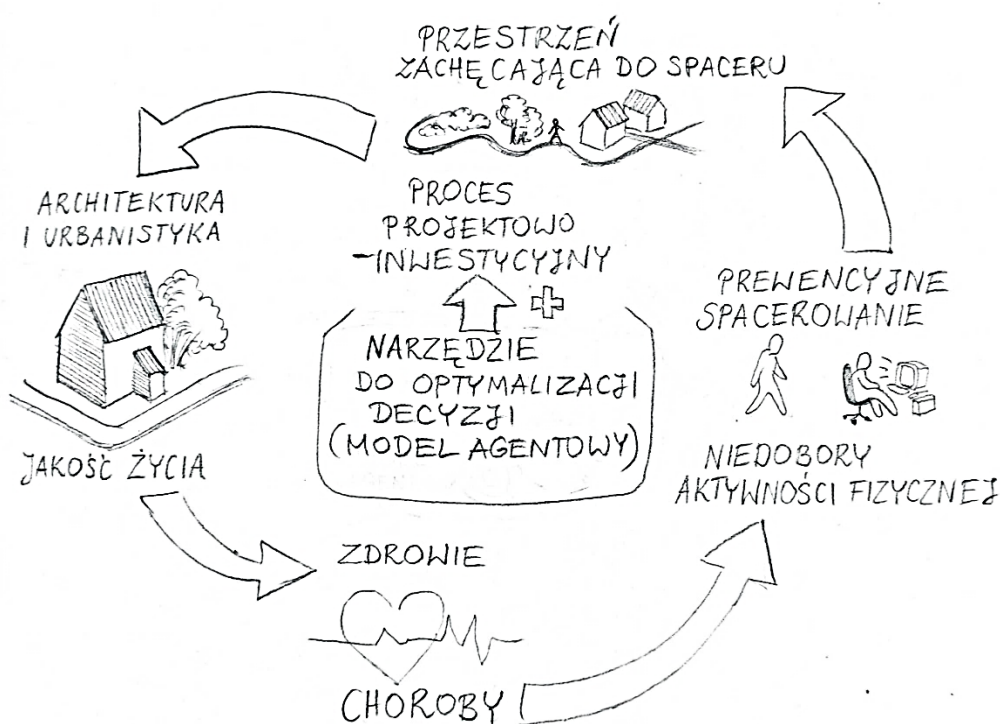 PRZESTRZEŃ
ZACHĘCAJĄCA DO SPACERU
ARCHITEKTURA
I URBANISTYKA
JAKOŚĆ ŻYCIA
PROCES
PROJEKTOWO
-INWESTYCYJNY
NARZĘDZIE
DO OPTYMALIZACJI
DECYZJI
(MODEL AGENTOWY)
PREWENCYJNE
SPACEROWANIE
NIEDOBORY
AKTYWNOŚCI FIZYCZNEJ
ZDROWIE
CHOROBY